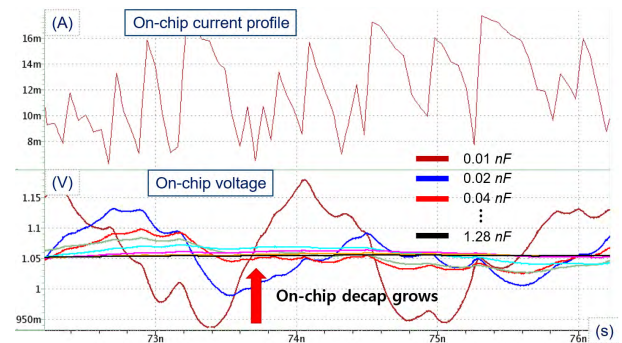 (A)
On-chip current profile
16m
14m
12m
10m
8m
(V)
On-chip voltage
0.01 nF
0.02 nF
0.04 nF
⋮
1.28 nF
1.15
1.1
1.05
1
950m
On-chip decap grows
73n
74n
75n
76n
(s)